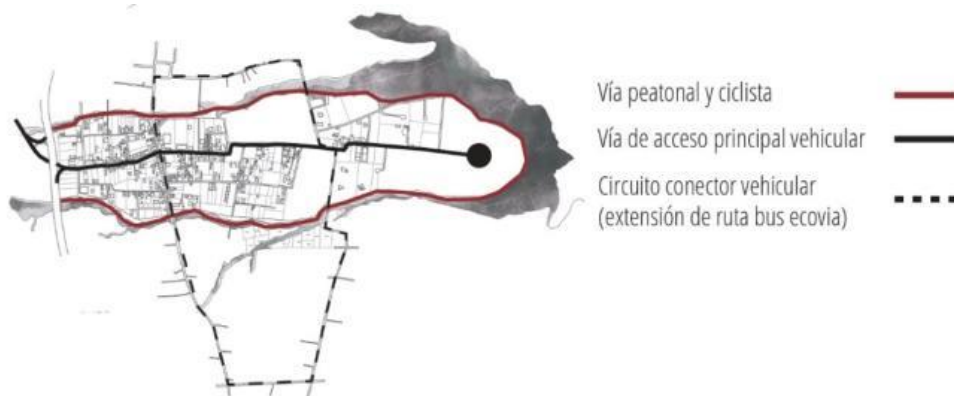 Vía peatonal y ciclista
Vía de acceso principal vehicular
Circuito conector vehicular
(extensión de ruta bus ecovia)